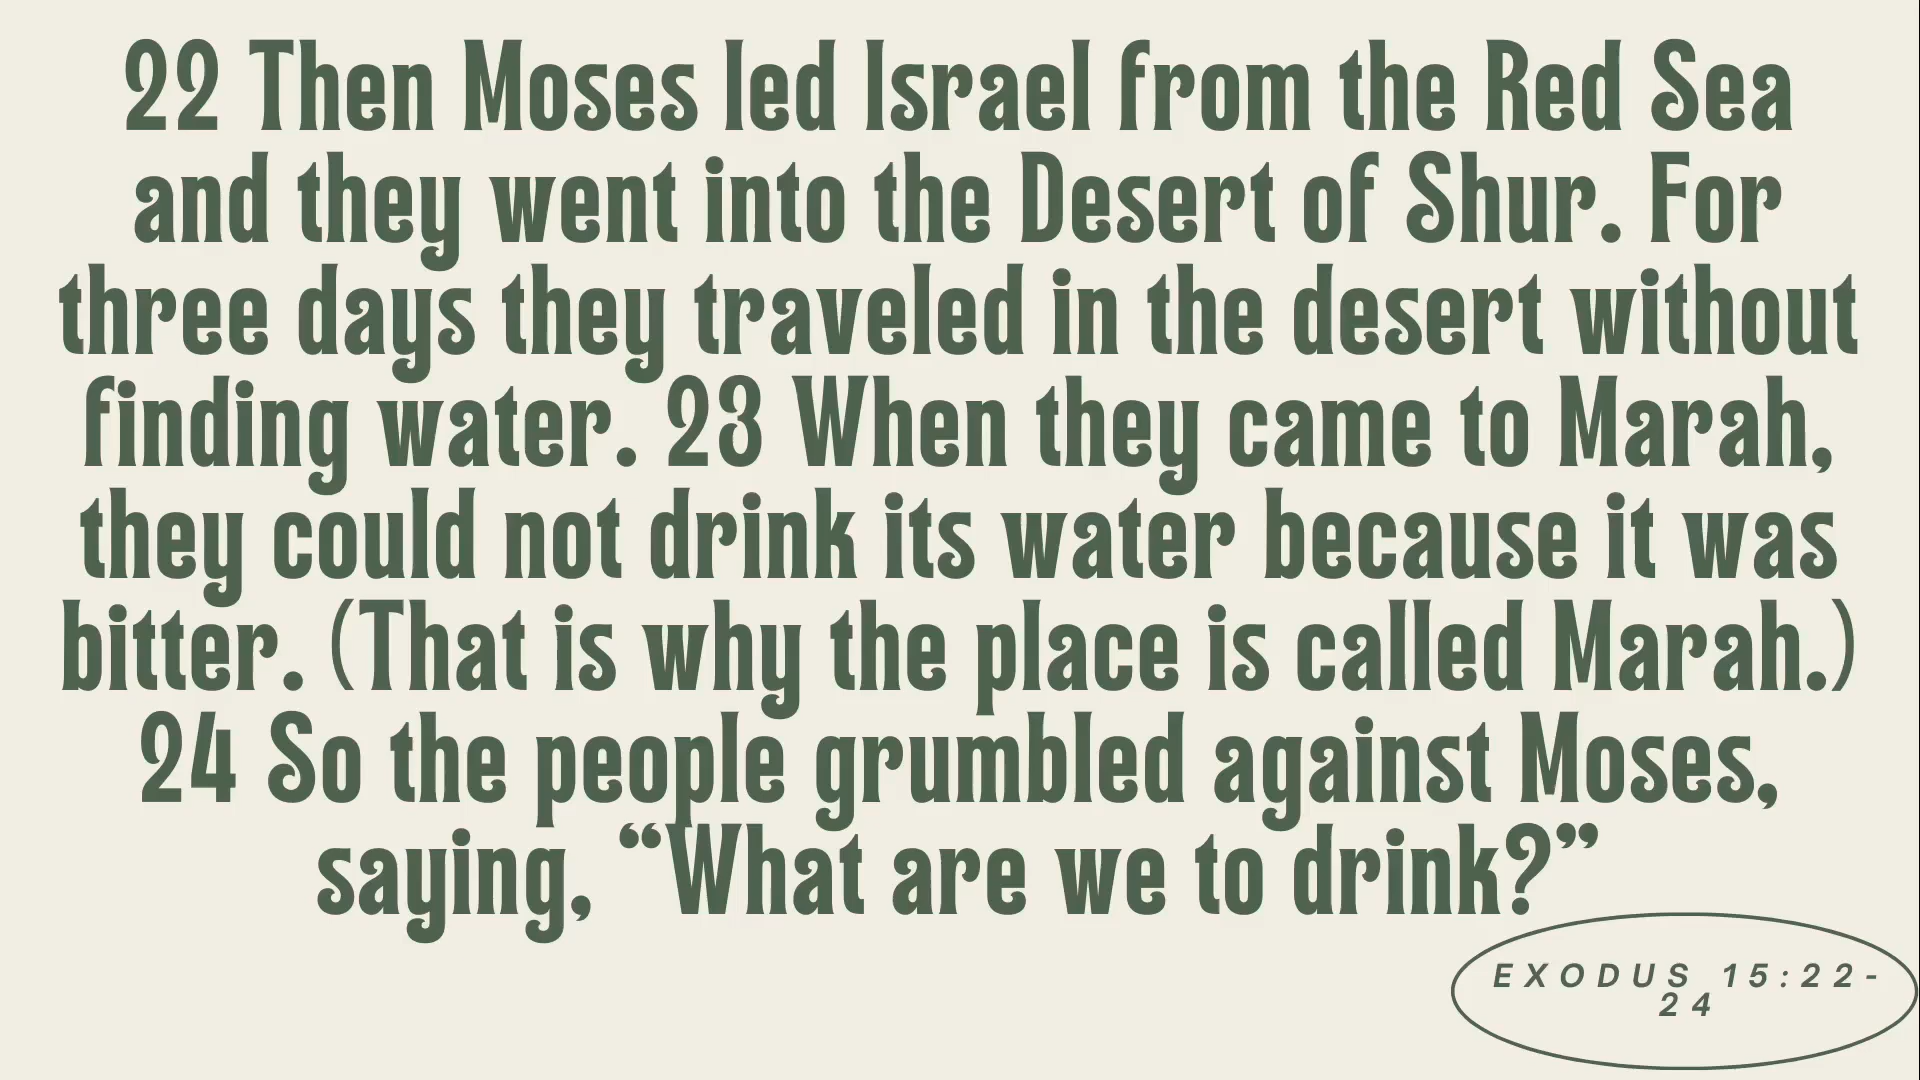 22 Then Moses led Israel from the Red Sea
and they went into the Desert of Shur. For
three days they traveled in the desert without
finding water. 23 When they came to Marah,
they could not drink its water because it was
bitter. (That is why the place is called Marah.)
24 So the people grumbled against Moses,
saying, “What are we to drink?”
EXODUS 15:22-
24